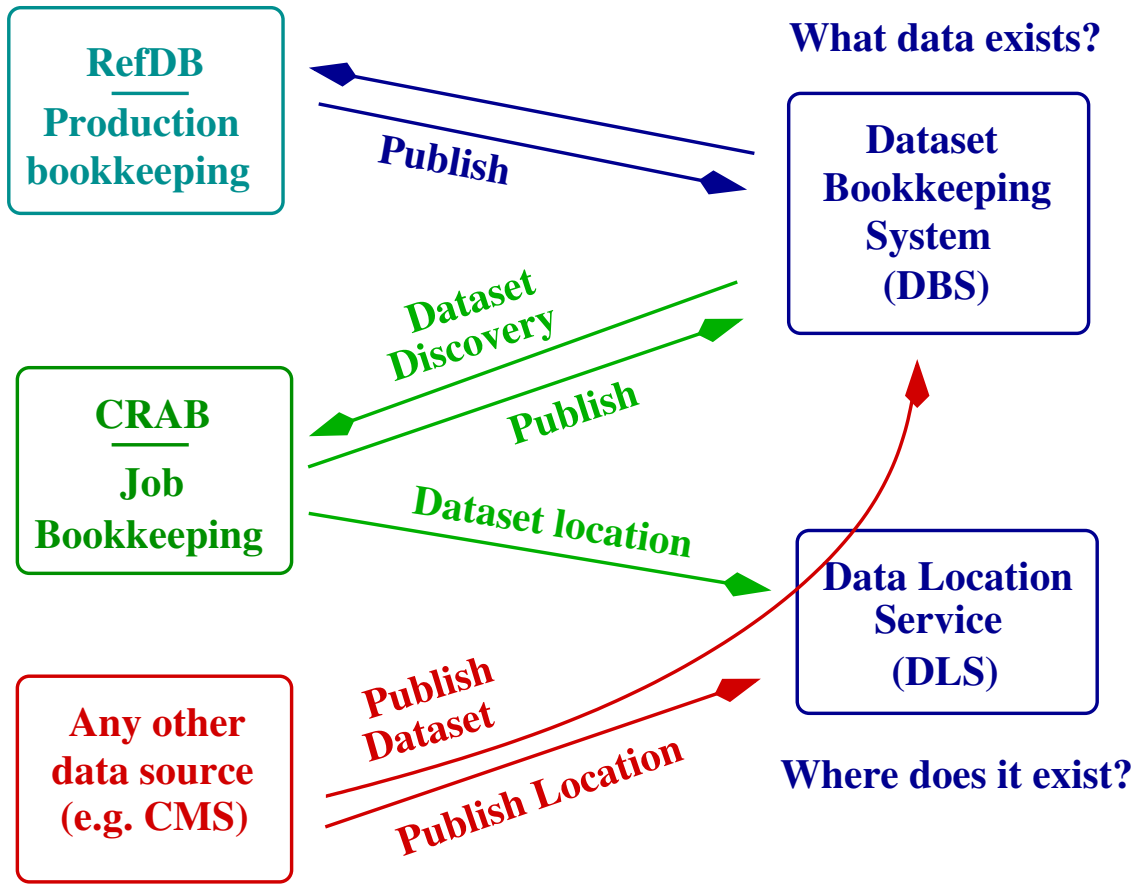 RefDB
Production
bookkeeping
Publish
What data exists?
Dataset
Bookkeeping
System
(DBS)
Dataset
Discovery
Publish
CRAB
Job
Bookkeeping
Dataset location
Data Location
Service
(DLS)
Publish
Dataset
Publish Location
Any other
data source
(e.g. CMS)
Where does it exist?